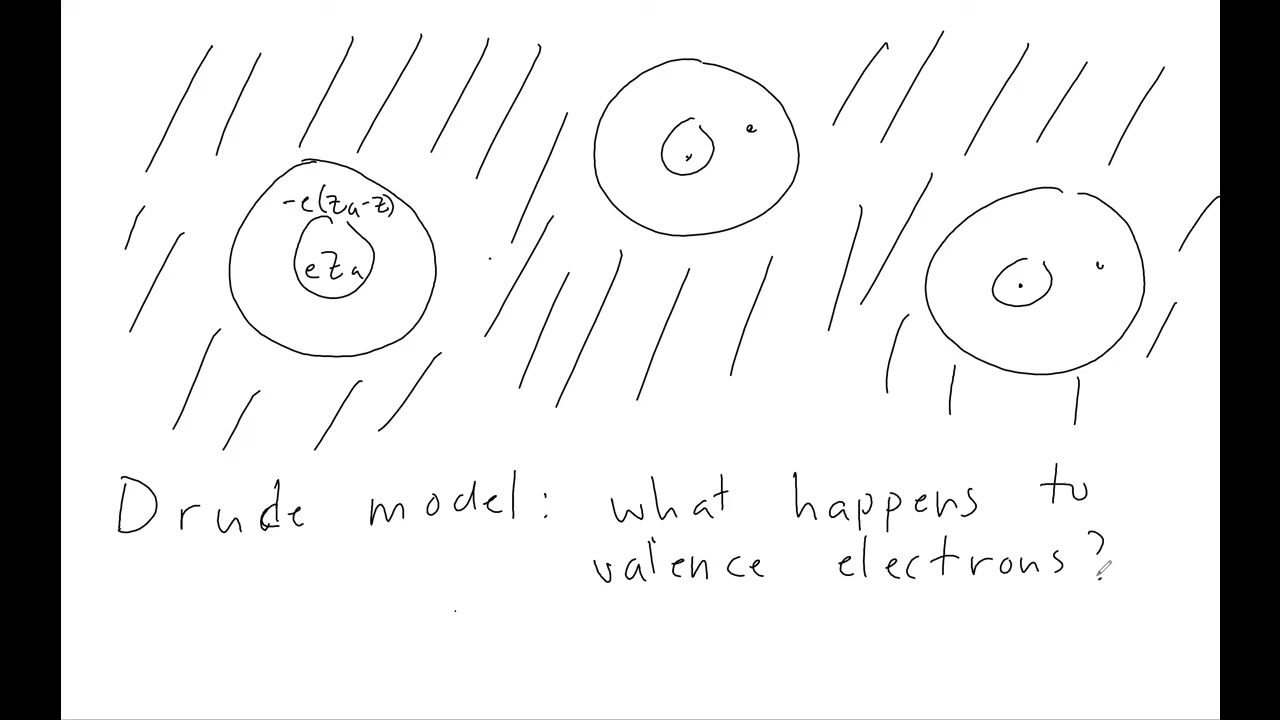 -e(Za-Z)
eZa
e
Drude model: what happens to
valence electrons?